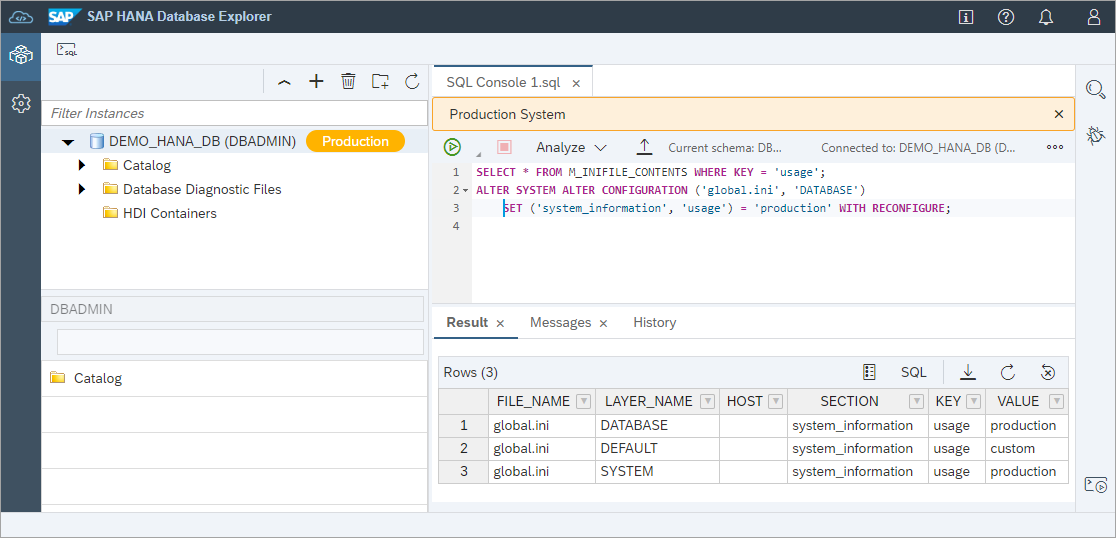 SAP SAP HANA Database Explorer
SQL
Filter Instances
DEMO_HANA_DB (DBADMIN) Production
Catalog
Database Diagnostic Files
HDI Containers
DBADMIN
Catalog
SQL Console 1.sql ×
Production System ×
Analyze Current schema: DB... Connected to: DEMO_HANA_DB (D...
1 SELECT * FROM M_INIFILE_CONTENTS WHERE KEY = 'usage';
2 ALTER SYSTEM ALTER CONFIGURATION ('global.ini', 'DATABASE')
3 SET ('system_information', 'usage') = 'production' WITH RECONFIGURE;
4
Result × Messages × History
Rows (3) SQL
FILE_NAME LAYER_NAME HOST SECTION KEY VALUE
1 global.ini DATABASE system_information usage production
2 global.ini DEFAULT system_information usage custom
3 global.ini SYSTEM system_information usage production